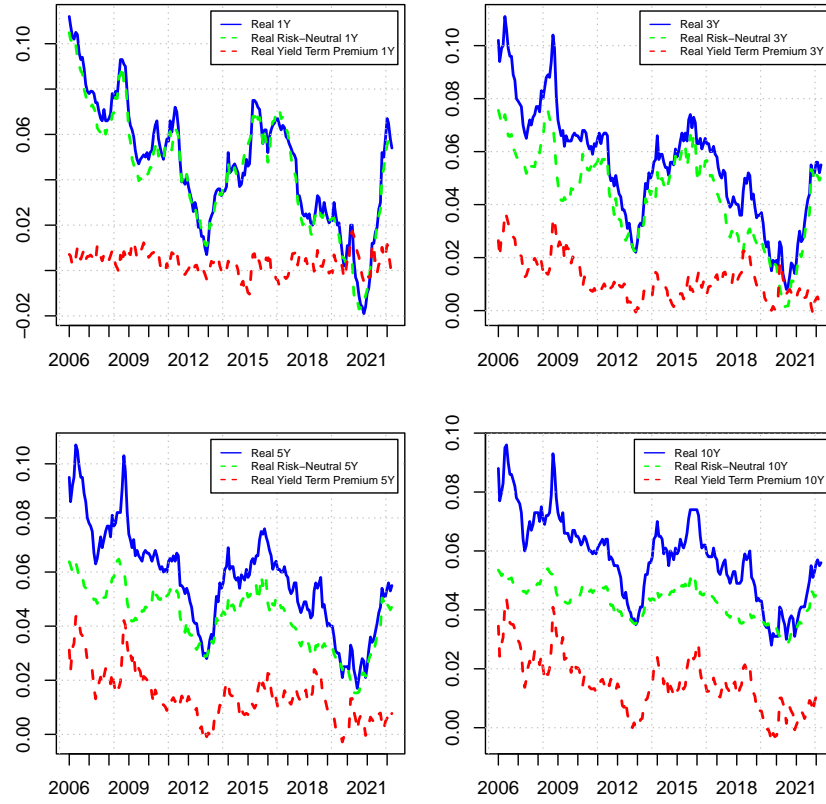 Real 1Y
Real Risk−Neutral 1Y
Real Yield Term Premium 1Y
−0.02 0.02 0.06 0.10
2006 2009 2012 2015 2018 2021
Real 3Y
Real Risk−Neutral 3Y
Real Yield Term Premium 3Y
0.00 0.02 0.04 0.06 0.08 0.10
2006 2009 2012 2015 2018 2021
Real 5Y
Real Risk−Neutral 5Y
Real Yield Term Premium 5Y
0.00 0.02 0.04 0.06 0.08 0.10
2006 2009 2012 2015 2018 2021
Real 10Y
Real Risk−Neutral 10Y
Real Yield Term Premium 10Y
0.00 0.02 0.04 0.06 0.08 0.10
2006 2009 2012 2015 2018 2021